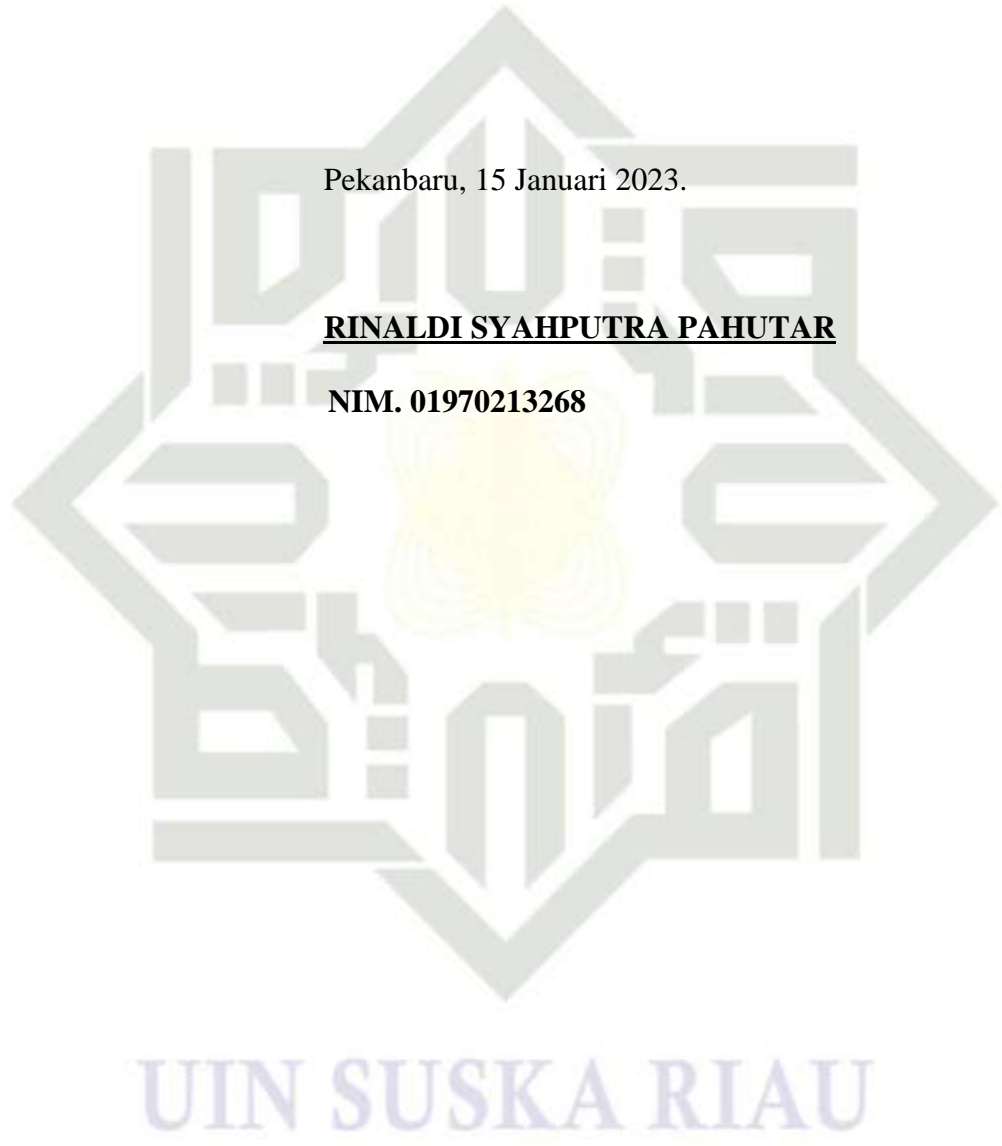 Pekanbaru, 15 Januari 2023.
RINALDI SYAHPUTRA PAHUTAR
NIM. 01970213268
UIN SUSKA RIAU